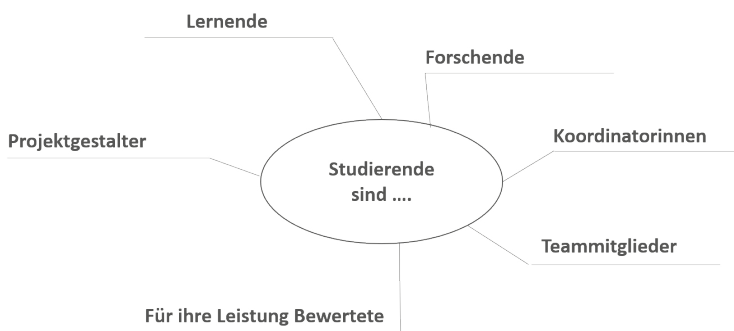 Lernende
Forschende
Projektgestalter
Koordinatorinnen
Studierende
sind ....
Teammitglieder
Für ihre Leistung Bewertete